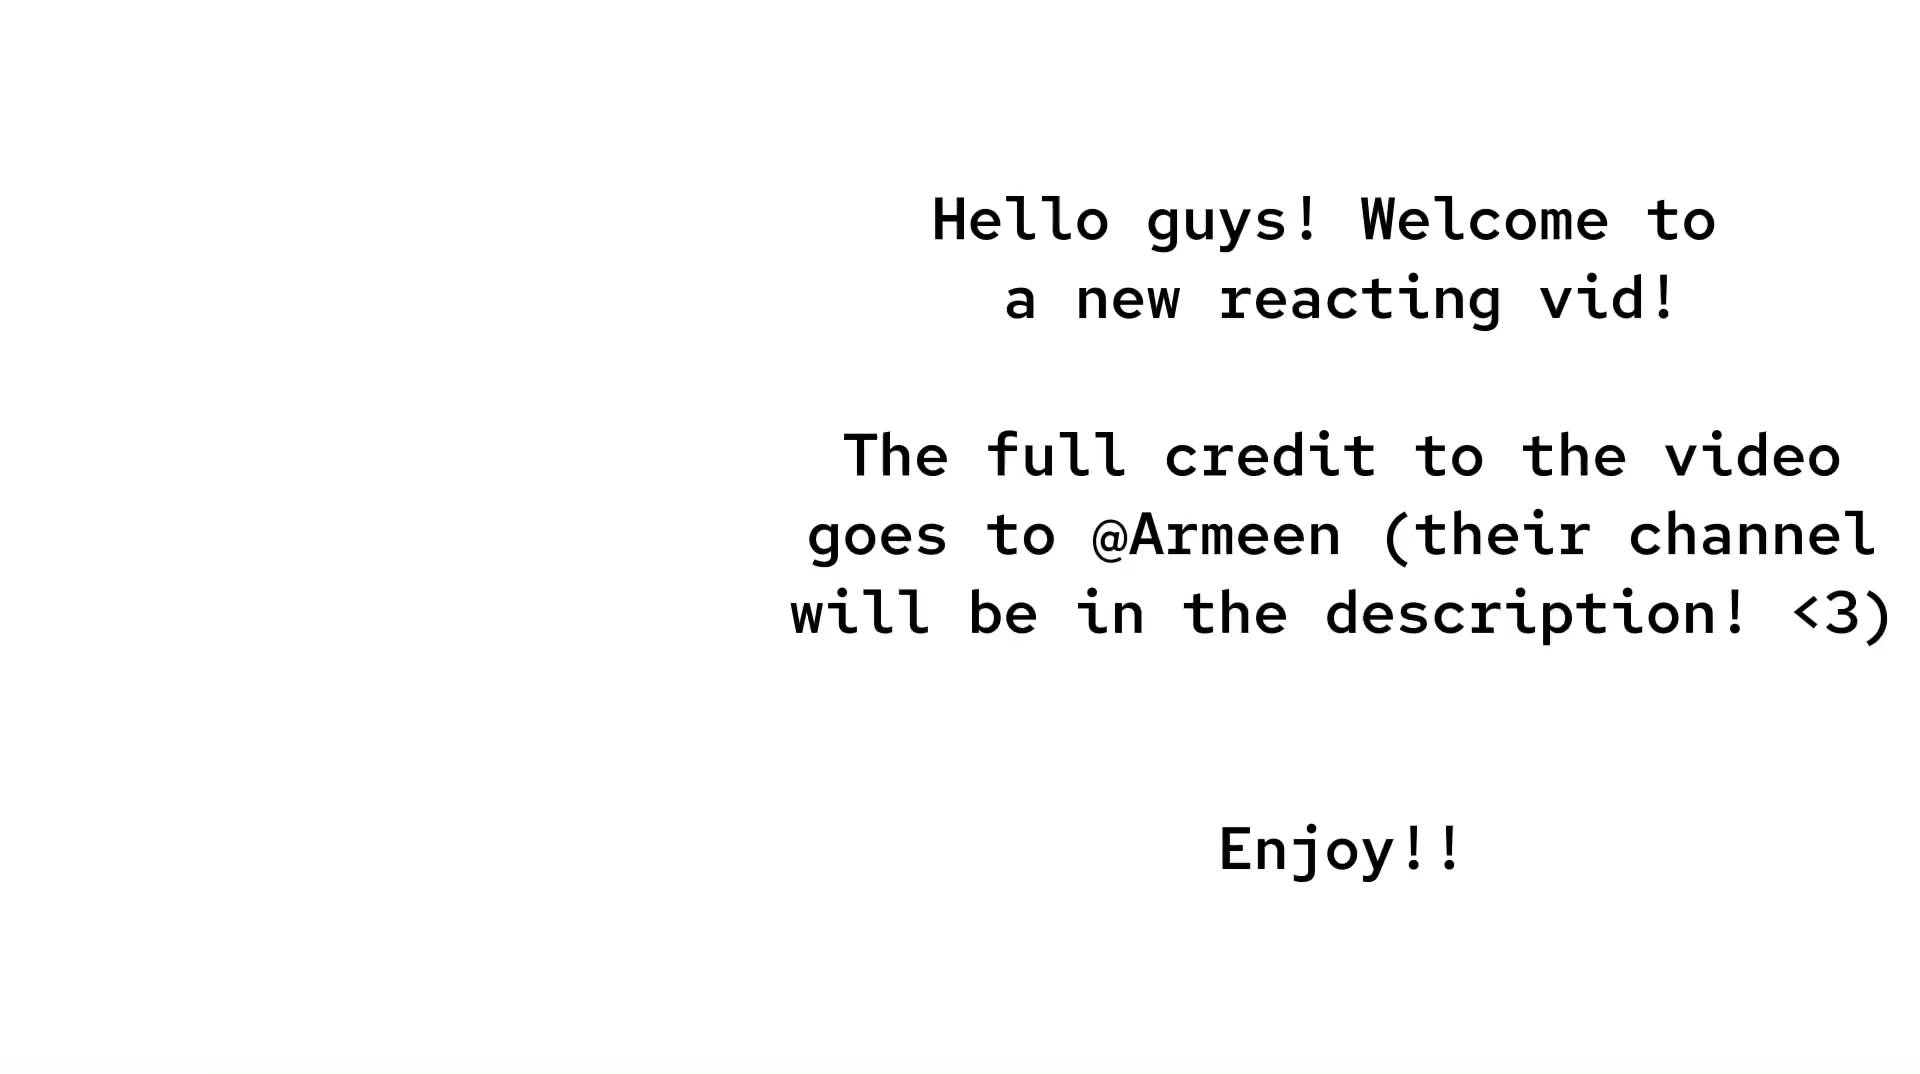 Hello guys! Welcome to
a new reacting vid!
The full credit to the video
goes to @Armeen (their channel
will be in the description! <3)
Enjoy!!